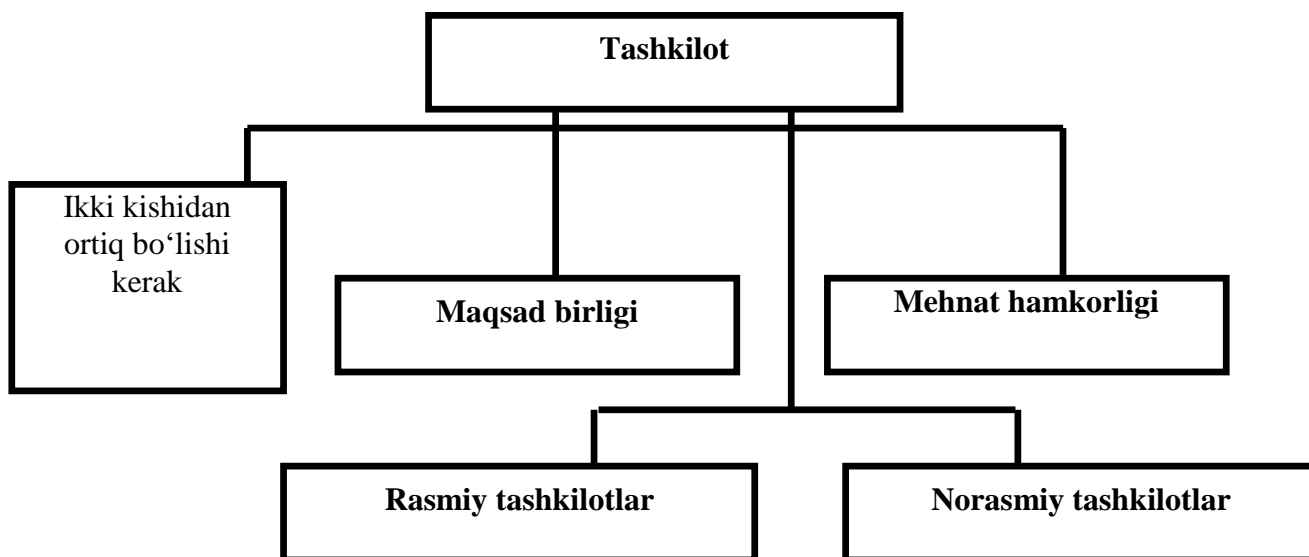 Tashkilot
Ikki kishidan
ortiq bo‘lishi
kerak
Maqsad birligi
Mehnat hamkorligi
Rasmiy tashkilotlar
Norasmiy tashkilotlar